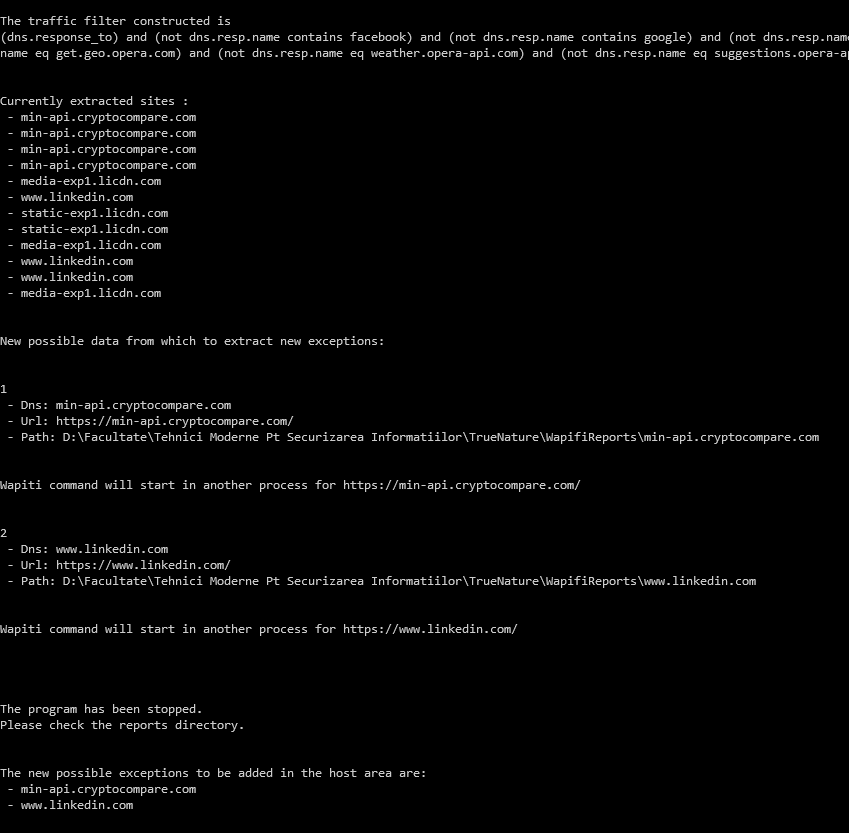 The traffic filter constructed is
(dns.response_to) and (not dns.resp.name contains facebook) and (not dns.resp.name contains google) and (not dns.resp.name
name eq get.geo.opera.com) and (not dns.resp.name eq weather.opera-api.com) and (not dns.resp.name eq suggestions.opera-ap
Currently extracted sites :
- min-api.cryptocompare.com
- min-api.cryptocompare.com
- min-api.cryptocompare.com
- min-api.cryptocompare.com
- media-exp1.licdn.com
- www.linkedin.com
- static-exp1.licdn.com
- static-exp1.licdn.com
- media-exp1.licdn.com
- www.linkedin.com
- www.linkedin.com
- media-exp1.licdn.com
New possible data from which to extract new exceptions:
1
- Dns: min-api.cryptocompare.com
- Url: https://min-api.cryptocompare.com/
- Path: D:\Facultate\Tehnici Moderne Pt Securizarea Informatiilor\TrueNature\WapifiReports\min-api.cryptocompare.com
Wapiti command will start in another process for https://min-api.cryptocompare.com/
2
- Dns: www.linkedin.com
- Url: https://www.linkedin.com/
- Path: D:\Facultate\Tehnici Moderne Pt Securizarea Informatiilor\TrueNature\WapifiReports\www.linkedin.com
Wapiti command will start in another process for https://www.linkedin.com/
The program has been stopped.
Please check the reports directory.
The new possible exceptions to be added in the host area are:
- min-api.cryptocompare.com
- www.linkedin.com